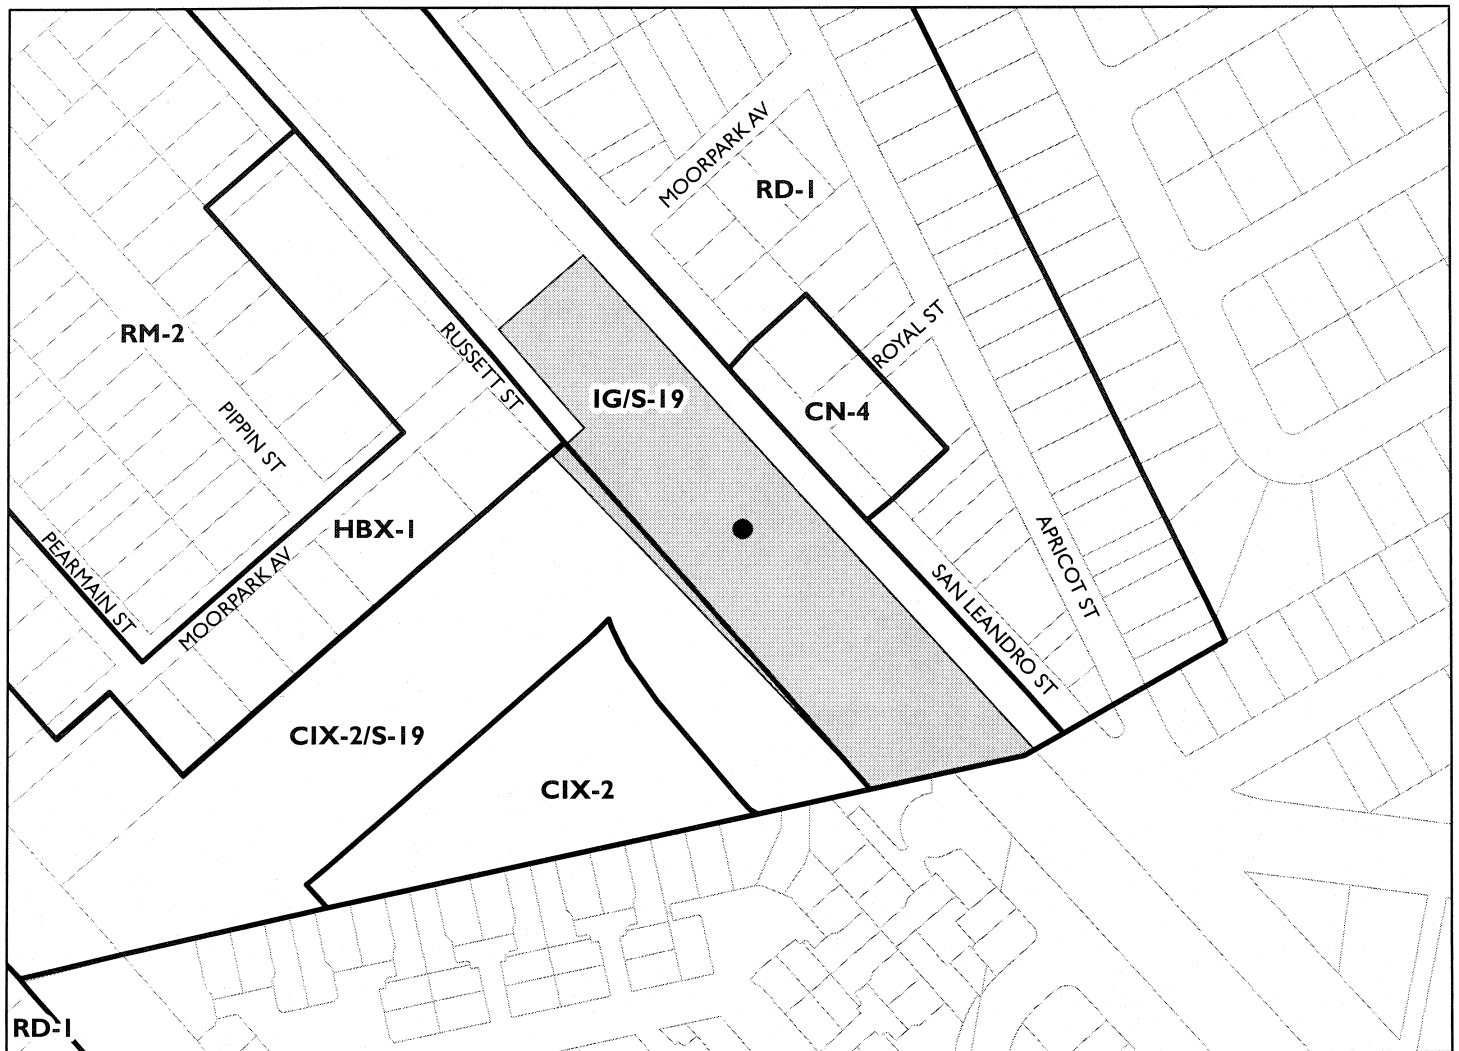 MOORPARK AV
RD-1
RM-2
RUSSETT ST
ROYAL ST
IG/S-19
CN-4
PIPPIN ST
HBX-1
PEARMAIN ST
MOORPARK AV
APRICOT ST
SAN LEANDRO ST
CIX-2/S-19
CIX-2
RD-1